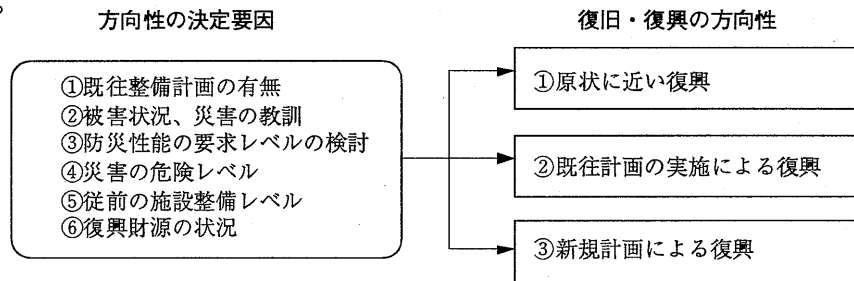 。
方向性の決定要因
復旧・復興の方向性
①既往整備計画の有無
②被害状況、災害の教訓
③防災性能の要求レベルの検討
④災害の危険レベル
⑤従前の施設整備レベル
⑥復興財源の状況
①原状に近い復興
②既往計画の実施による復興
③新規計画による復興